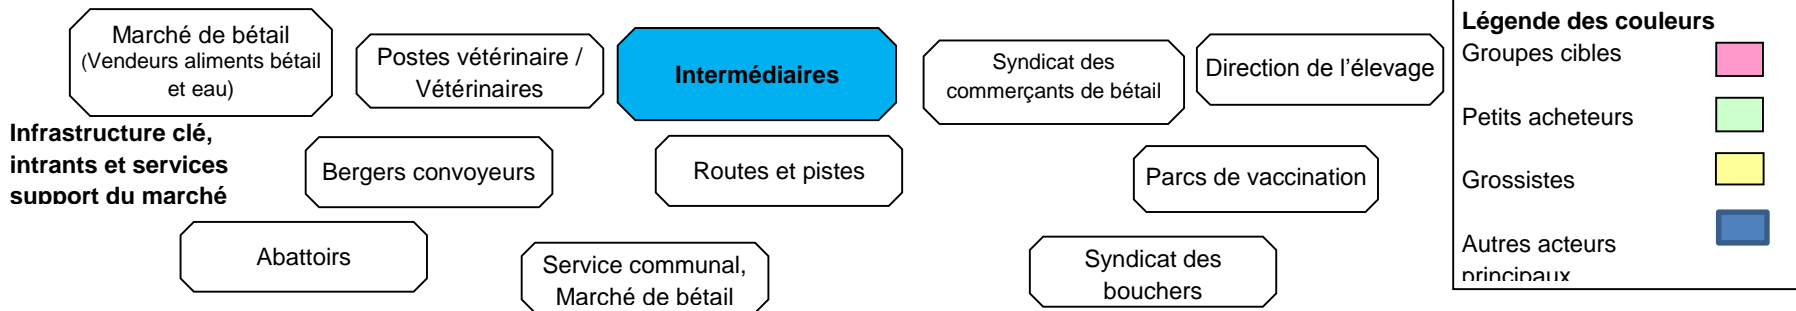 Marché de bétail
(Vendeurs aliments bétail
et eau)
Postes vétérinaire /
Vétérinaires
Intermédiaires
Syndicat des
commerçants de bétail
Direction de l'élevage
Infrastructure clé,
intrants et services
support du marché
Bergers convoyeurs
Routes et pistes
Parcs de vaccination
Abattoirs
Service communal,
Marché de bétail
Syndicat des
bouchers
Légende des couleurs
Groupes cibles
Petits acheteurs
Grossistes
Autres acteurs
principaux